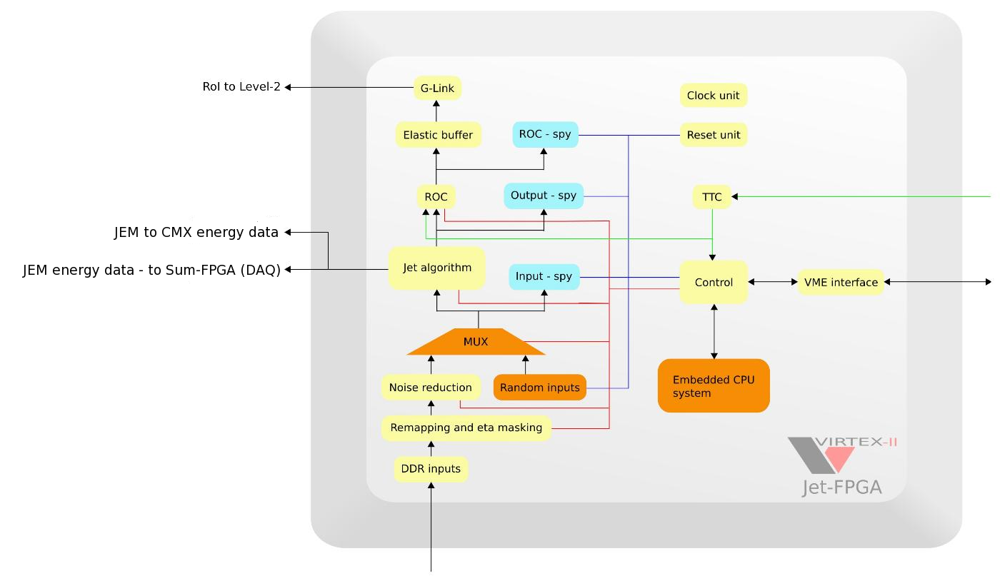 RoI to Level-2
G-Link
Clock unit
Elastic buffer
ROC - spy
Reset unit
ROC
Output - spy
TTC
JEM to CMX energy data
JEM energy data - to Sum-FPGA (DAQ)
Jet algorithm
Input - spy
Control
VME interface
MUX
Noise reduction
Random inputs
Embedded CPU
system
Remapping and eta masking
DDR inputs
VIRTEX-II
Jet-FPGA